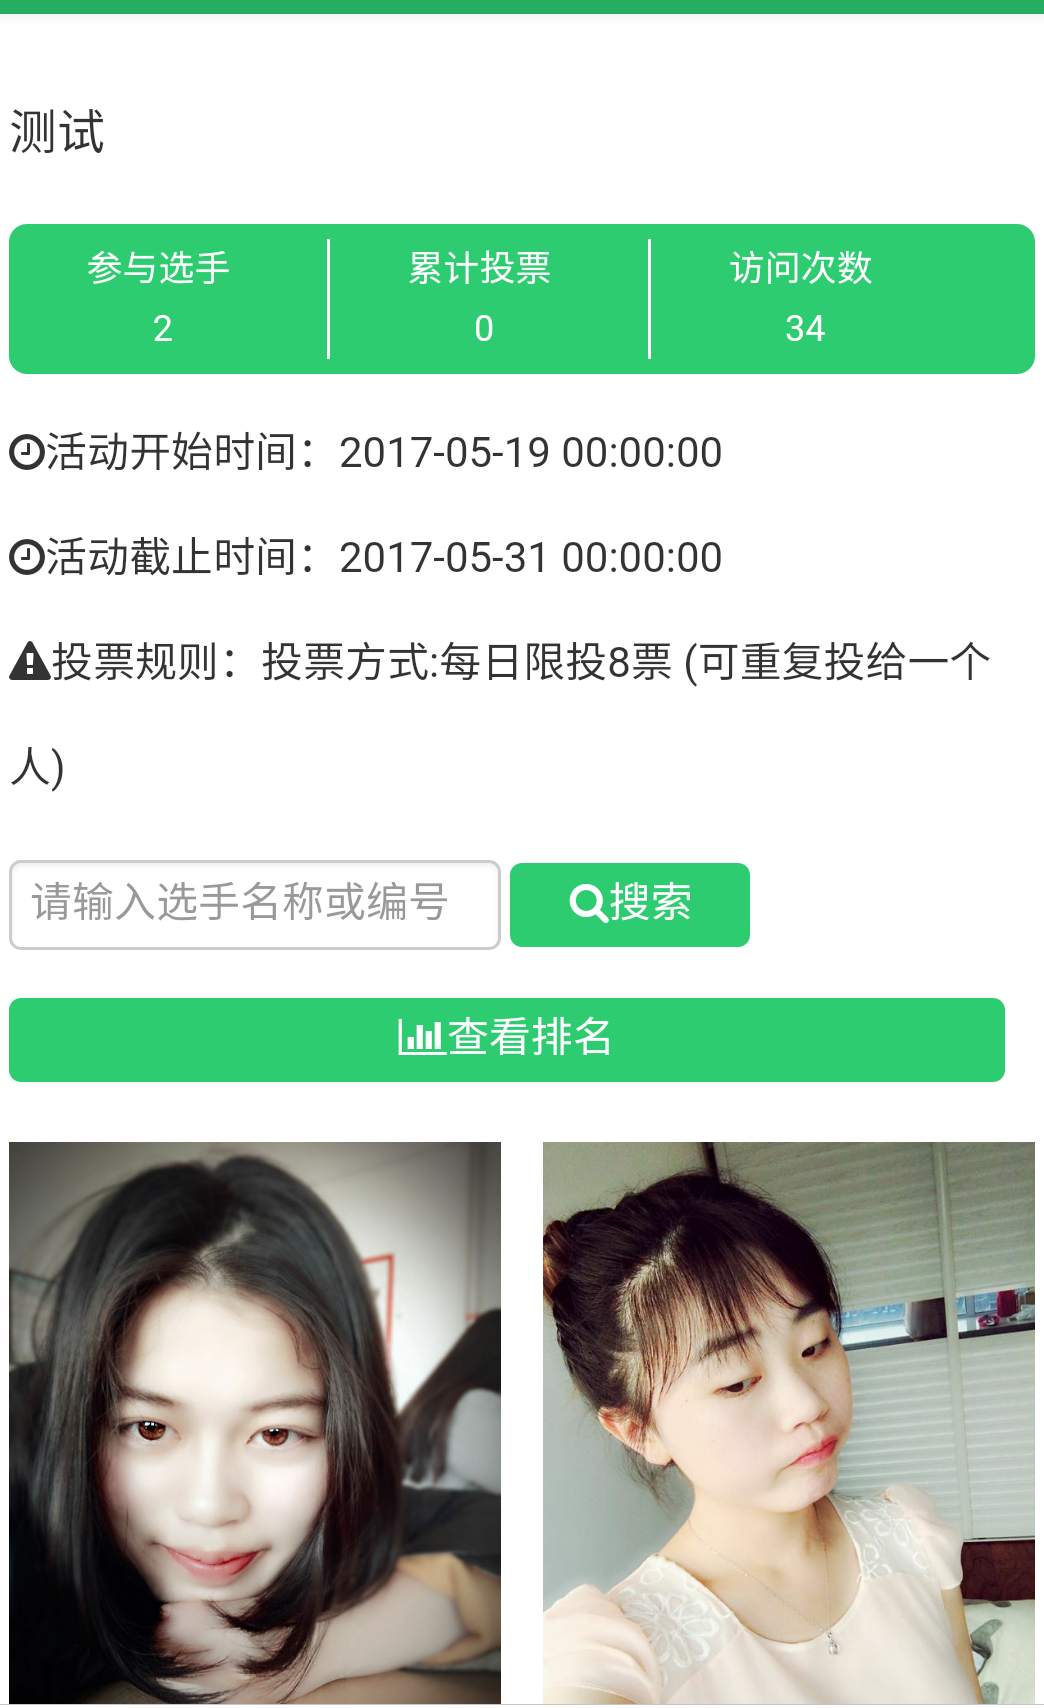 测试
参与选手 累计投票 访问次数
2 0 34
活动开始时间：2017-05-19 00:00:00
活动截止时间：2017-05-31 00:00:00
投票规则：投票方式:每日限投8票 (可重复投给一个
人)
请输入选手名称或编号 搜索
查看排名